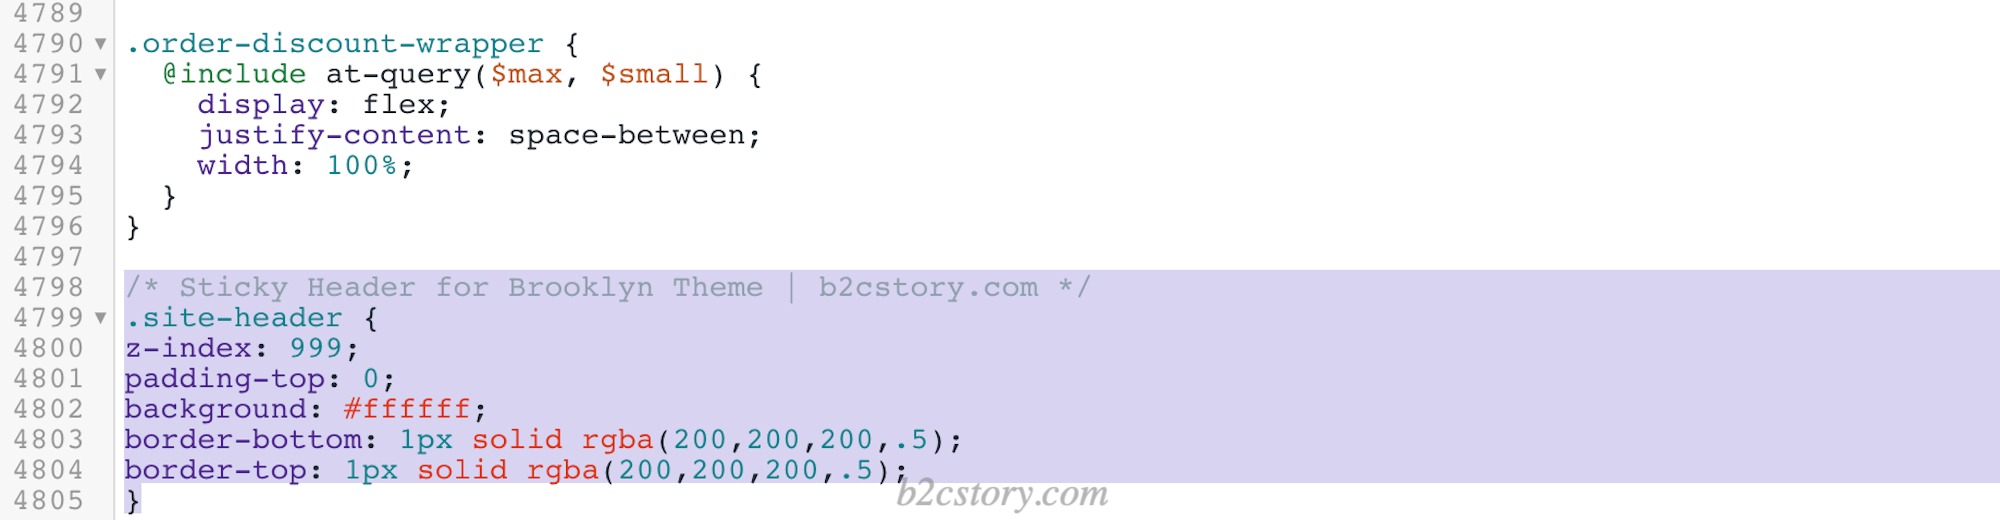 4789
4790 .order-discount-wrapper {
4791 @include at-query($max, $small) {
4792 display: flex;
4793 justify-content: space-between;
4794 width: 100%;
4795 }
4796 }
4797
4798 /* Sticky Header for Brooklyn Theme | b2cstory.com */
4799 .site-header {
4800 z-index: 999;
4801 padding-top: 0;
4802 background: #ffffff;
4803 border-bottom: 1px solid rgba(200,200,200,.5);
4804 border-top: 1px solid rgba(200,200,200,.5);
4805 }
b2cstory.com